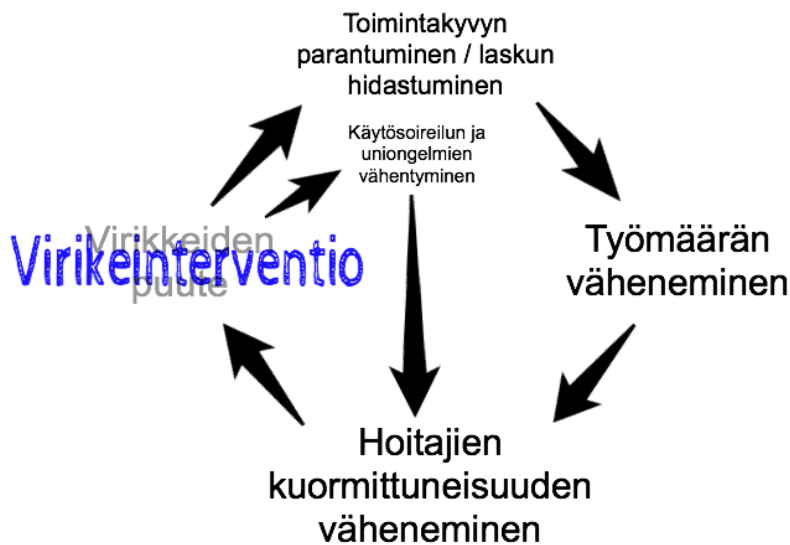 Toimintakyvyn
parantuminen / laskun
hidastuminen
Käytösoireilun ja
uniongelmien
vähentyminen
Virikkeiden
puute
Virikeinterventio
Työmäärän
väheneminen
Hoitajien
kuormittuneisuuden
väheneminen